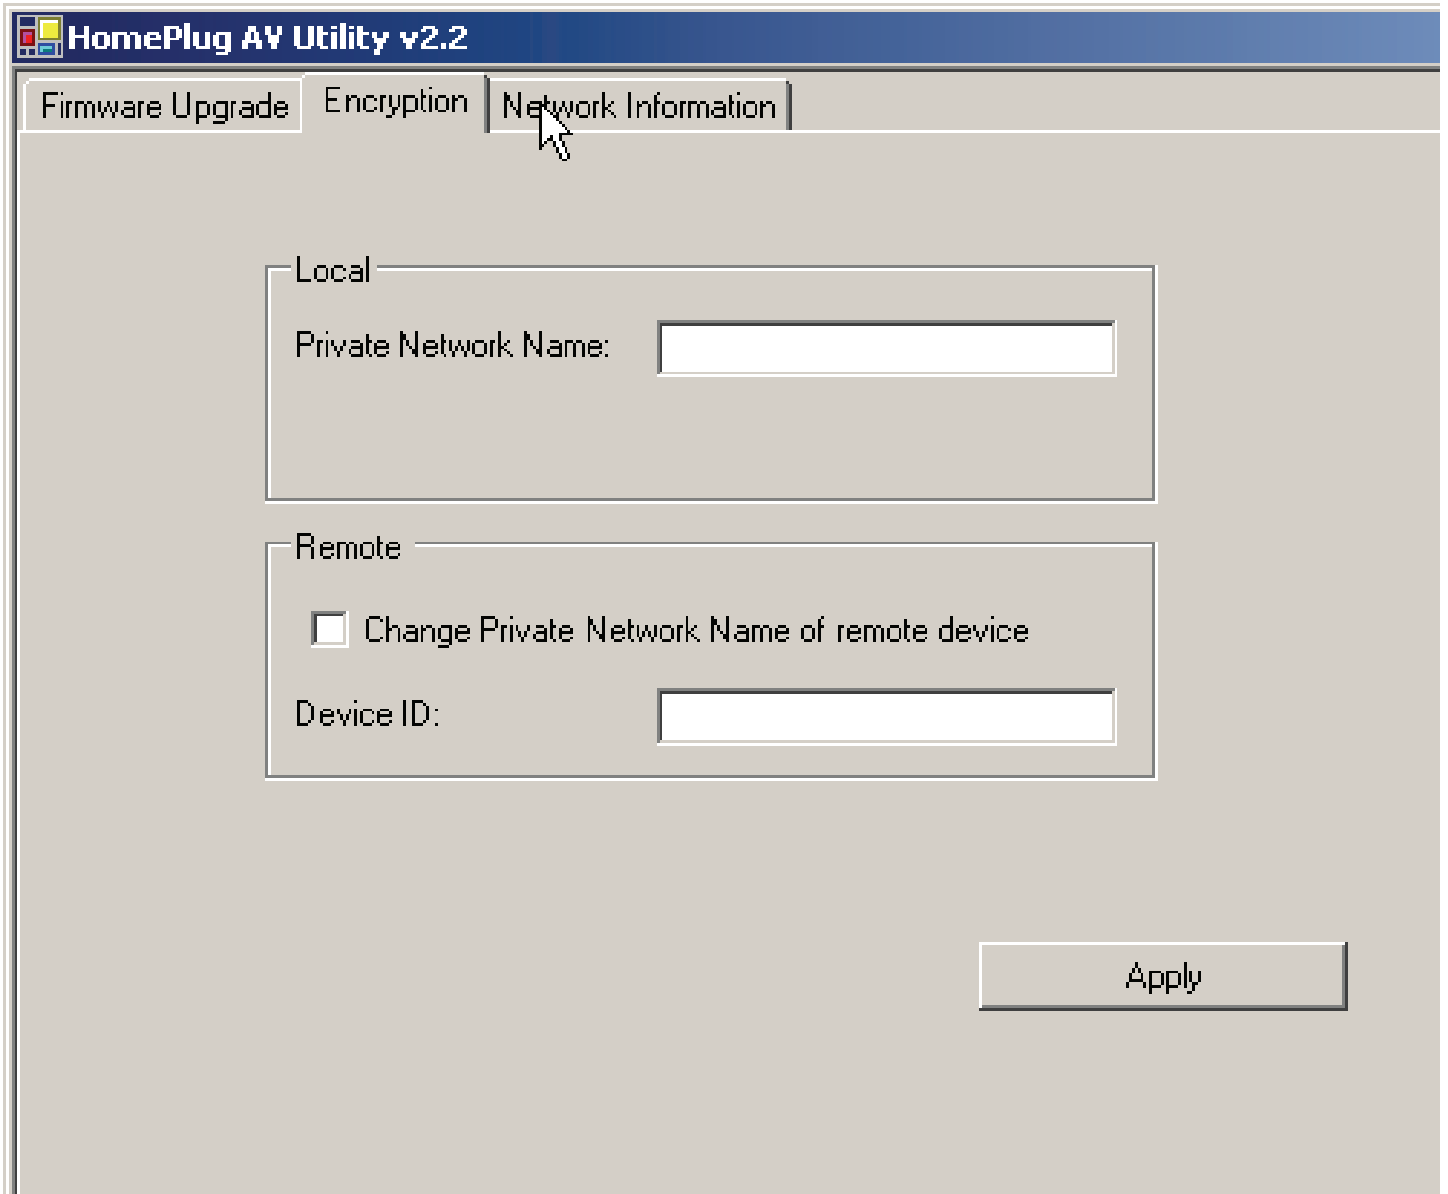 HomePlug AV Utility v2.2
Firmware Upgrade Encryption Network Information
Local
Private Network Name:
Remote
Change Private Network Name of remote device
Device ID:
Apply